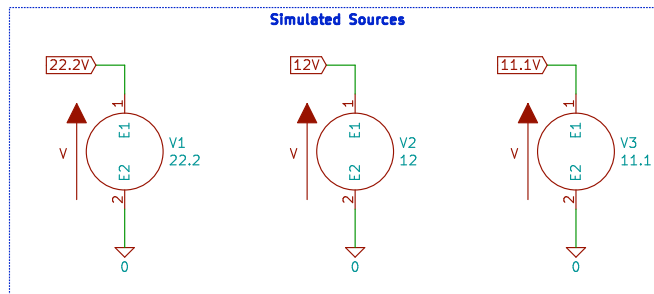 Simulated Sources
22.2V 12V 11.1V
1 1 1
E1 E1 E1
V V1 V V2 V V3
22.2 12 11.1
E2 E2 E2
2 2 2
0 0 0